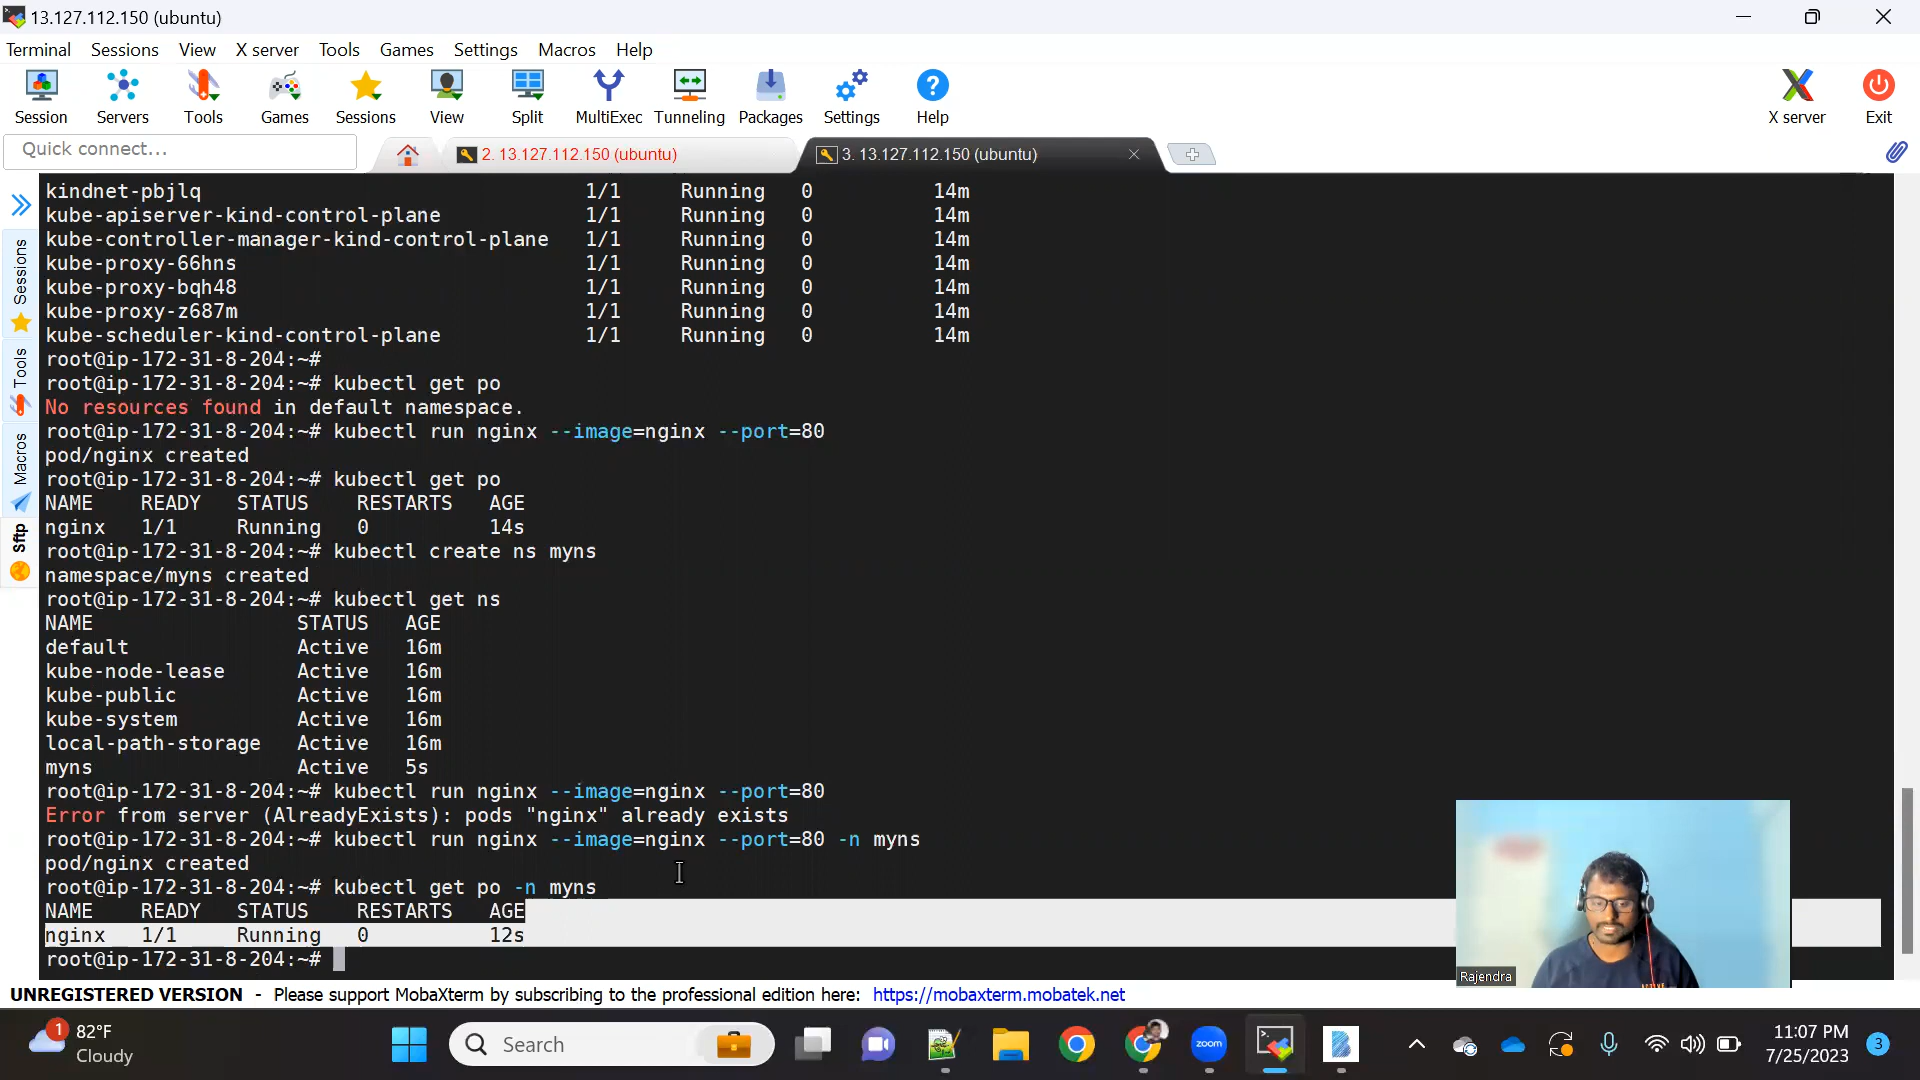 13.127.112.150 (ubuntu)
Terminal Sessions View X server Tools Games Settings Macros Help
Session Servers Tools Games Sessions View Split MultiExec Tunneling Packages Settings Help X server Exit
Quick connect...
2. 13.127.112.150 (ubuntu)
3. 13.127.112.150 (ubuntu)
Sessions
Tools
Macros
Sftp
kindnet-pbjlq 1/1 Running 0 14m
kube-apiserver-kind-control-plane 1/1 Running 0 14m
kube-controller-manager-kind-control-plane 1/1 Running 0 14m
kube-proxy-66hns 1/1 Running 0 14m
kube-proxy-bqh48 1/1 Running 0 14m
kube-proxy-z687m 1/1 Running 0 14m
kube-scheduler-kind-control-plane 1/1 Running 0 14m
root@ip-172-31-8-204:~#
root@ip-172-31-8-204:~# kubectl get po
No resources found in default namespace.
root@ip-172-31-8-204:~# kubectl run nginx --image=nginx --port=80
pod/nginx created
root@ip-172-31-8-204:~# kubectl get po
NAME READY STATUS RESTARTS AGE
nginx 1/1 Running 0 14s
root@ip-172-31-8-204:~# kubectl create ns myns
namespace/myns created
root@ip-172-31-8-204:~# kubectl get ns
NAME STATUS AGE
default Active 16m
kube-node-lease Active 16m
kube-public Active 16m
kube-system Active 16m
local-path-storage Active 16m
myns Active 5s
root@ip-172-31-8-204:~# kubectl run nginx --image=nginx --port=80
Error from server (AlreadyExists): pods "nginx" already exists
root@ip-172-31-8-204:~# kubectl run nginx --image=nginx --port=80 -n myns
pod/nginx created
root@ip-172-31-8-204:~# kubectl get po -n myns
NAME READY STATUS RESTARTS AGE
nginx 1/1 Running 0 12s
root@ip-172-31-8-204:~#
Rajendra
UNREGISTERED VERSION - Please support MobaXterm by subscribing to the professional edition here: https://mobaxterm.mobatek.net
1
82°F
Cloudy
Search
zoom
11:07 PM
7/25/2023
3